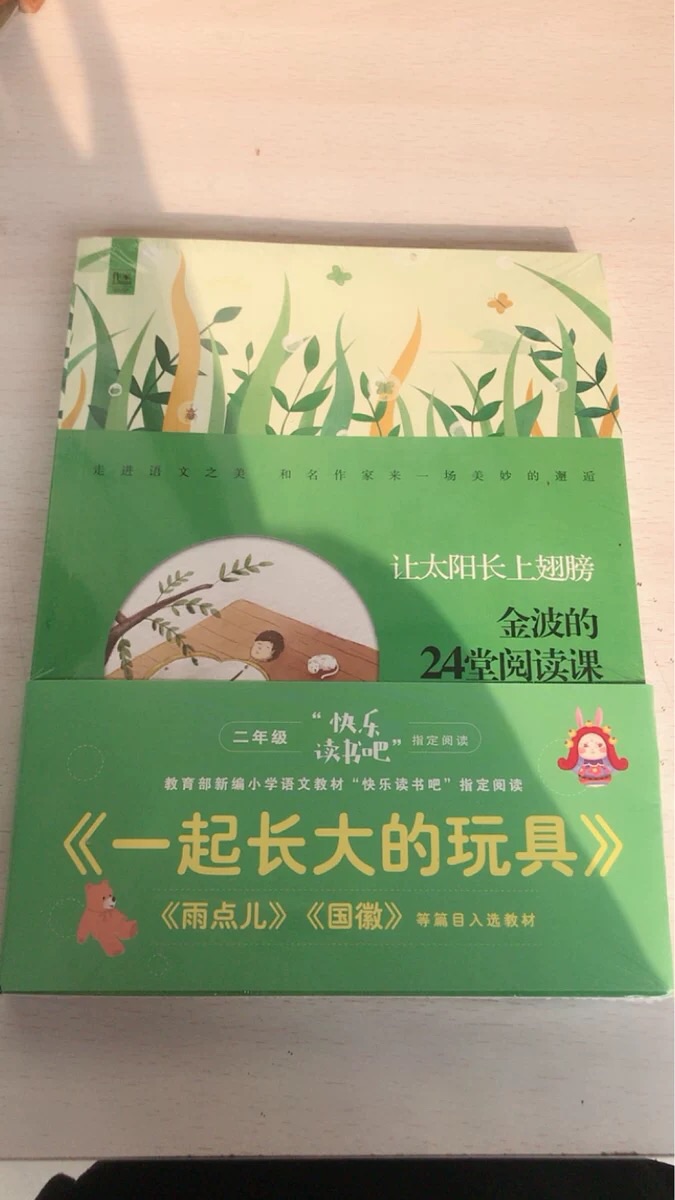 作家
走进语文之美 和名作家来一场美妙的邂逅
让太阳长上翅膀
金波的
24堂阅读课
二年级 “快乐读书吧” 指定阅读
教育部新编小学语文教材“快乐读书吧”指定阅读
《一起长大的玩具》
《雨点儿》《国徽》等篇目入选教材